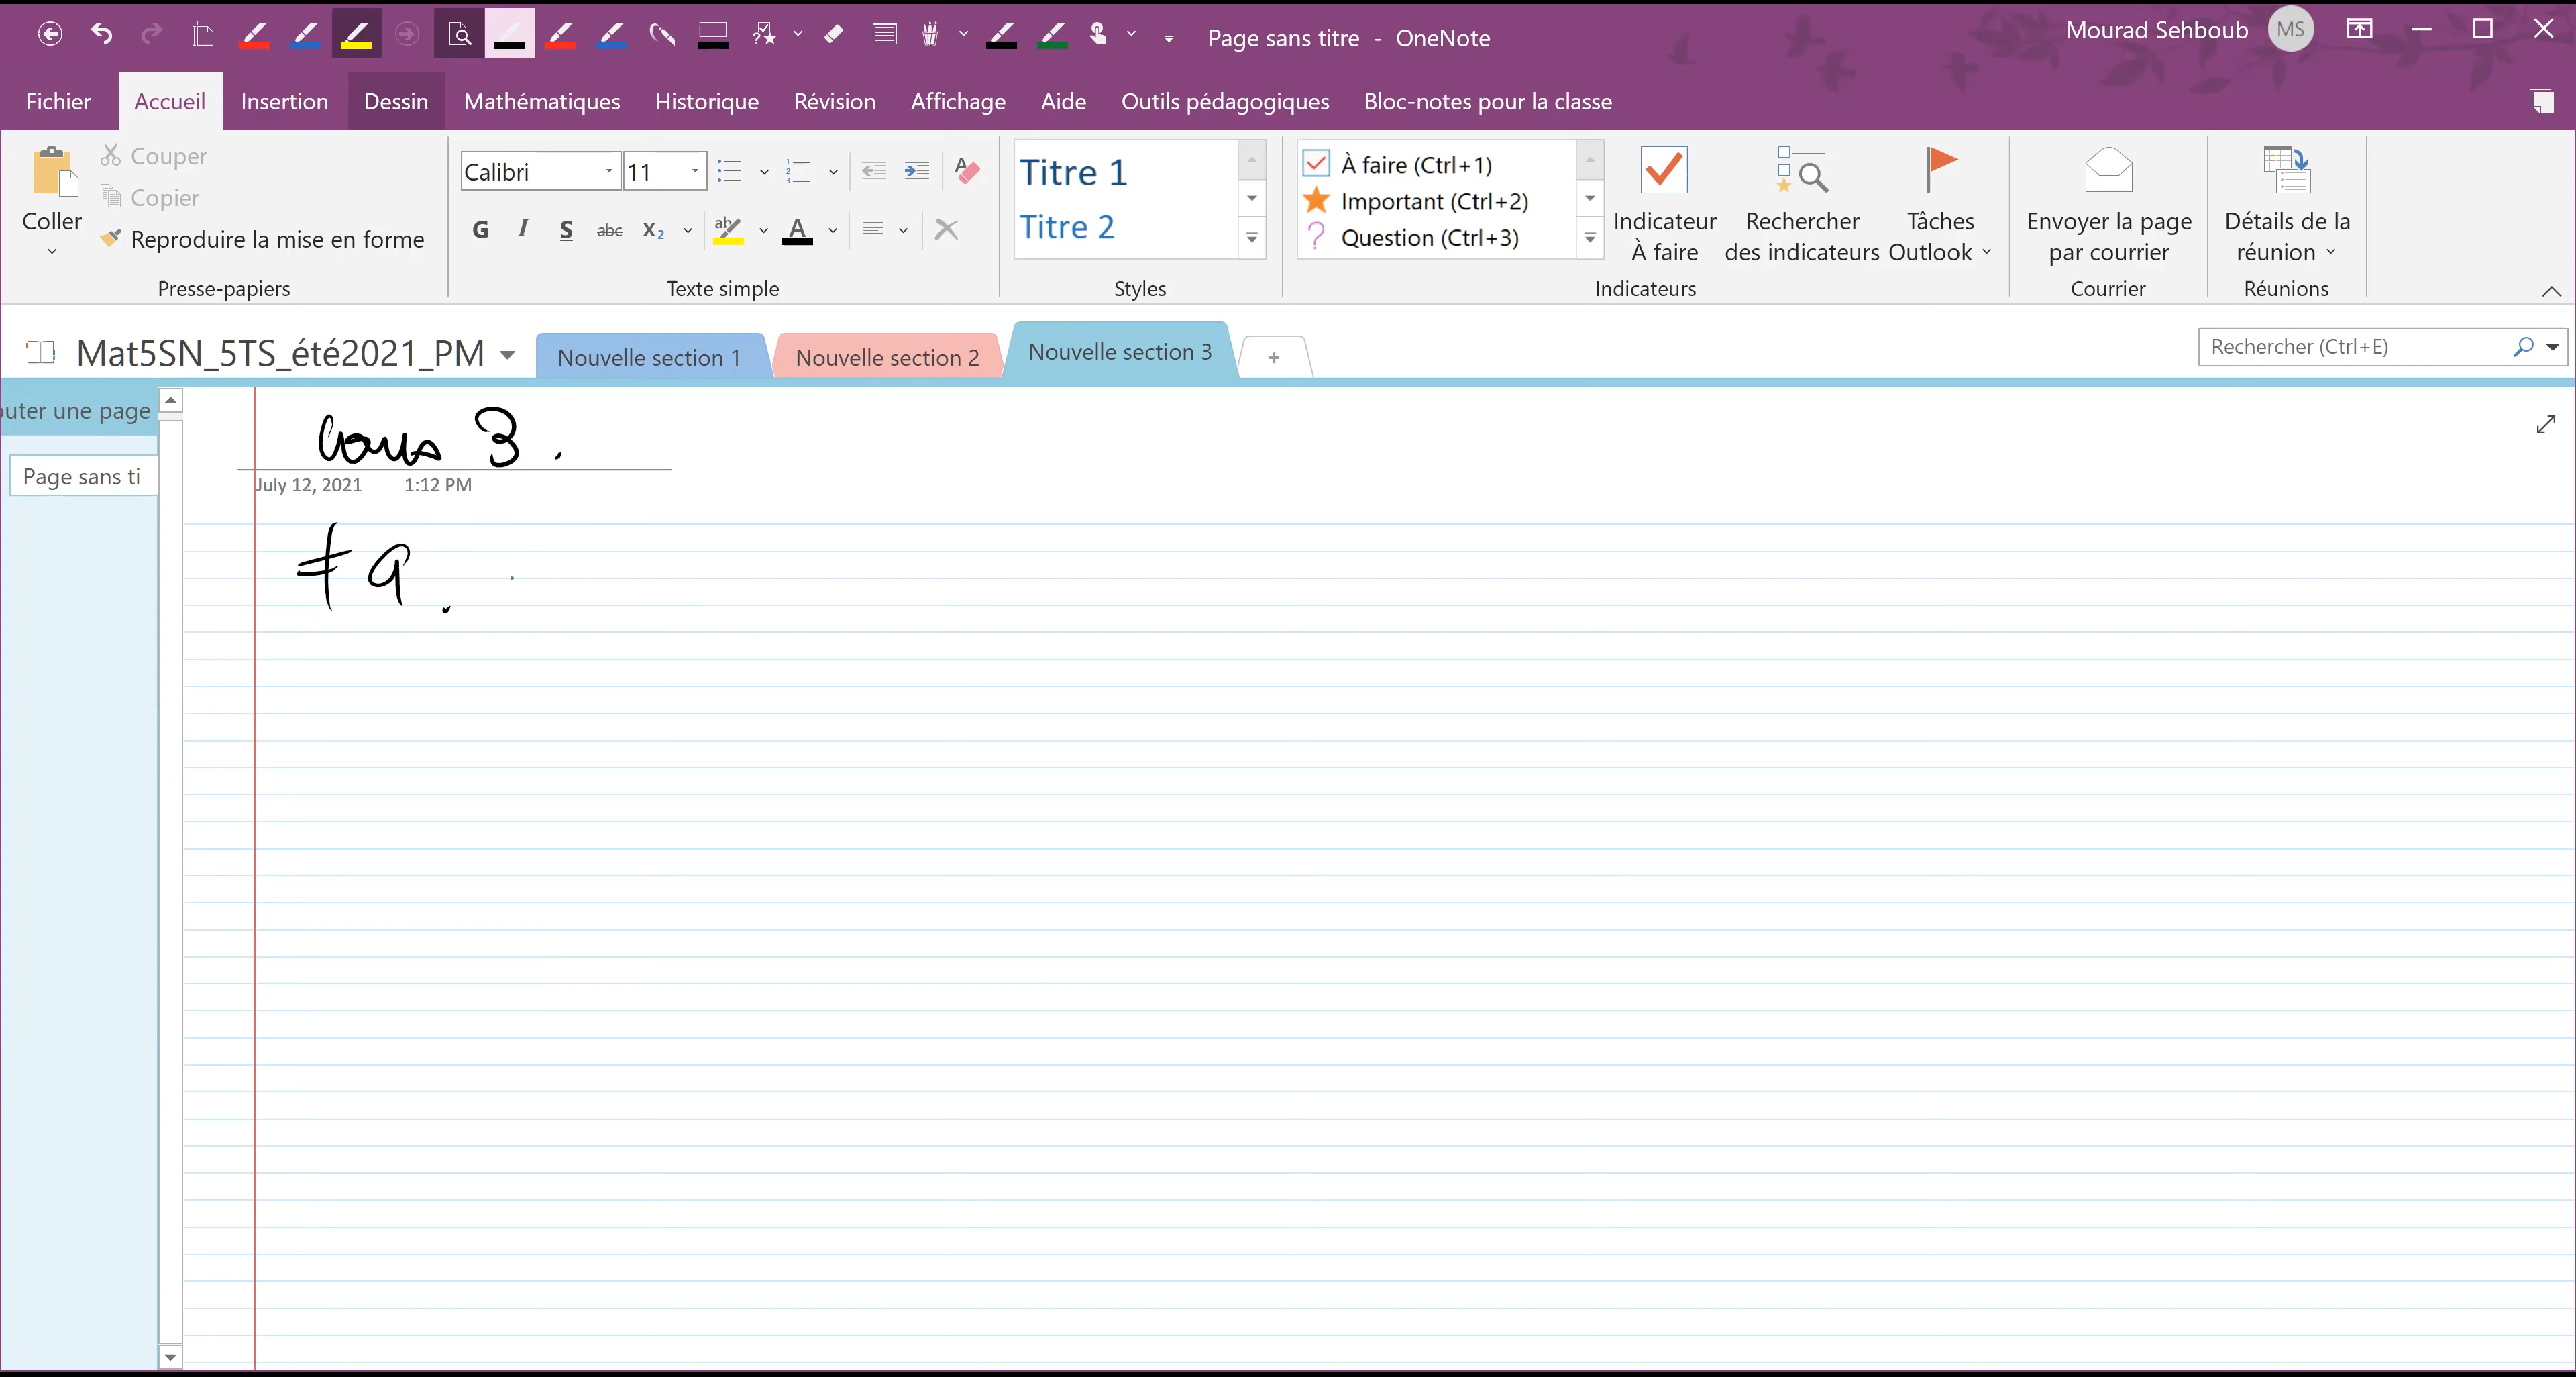 Page sans titre - OneNote
Mourad Sehboub MS
Fichier Accueil Insertion Dessin Mathématiques Historique Révision Affichage Aide Outils pédagogiques Bloc-notes pour la classe
Coller
Couper
Copier
Reproduire la mise en forme
Presse-papiers
Calibri 11
G I S abc X₂ ab A
Texte simple
Titre 1
Titre 2
Styles
À faire (Ctrl+1)
Important (Ctrl+2)
Question (Ctrl+3)
Indicateur
À faire
Rechercher
des indicateurs
Tâches
Outlook
Indicateurs
Envoyer la page
par courrier
Courrier
Détails de la
réunion
Réunions
Mat5SN_5TS_été2021_PM
Nouvelle section 1
Nouvelle section 2
Nouvelle section 3
+
Rechercher (Ctrl+E)
outer une page
Page sans ti
Cours 3.
July 12, 2021 1:12 PM